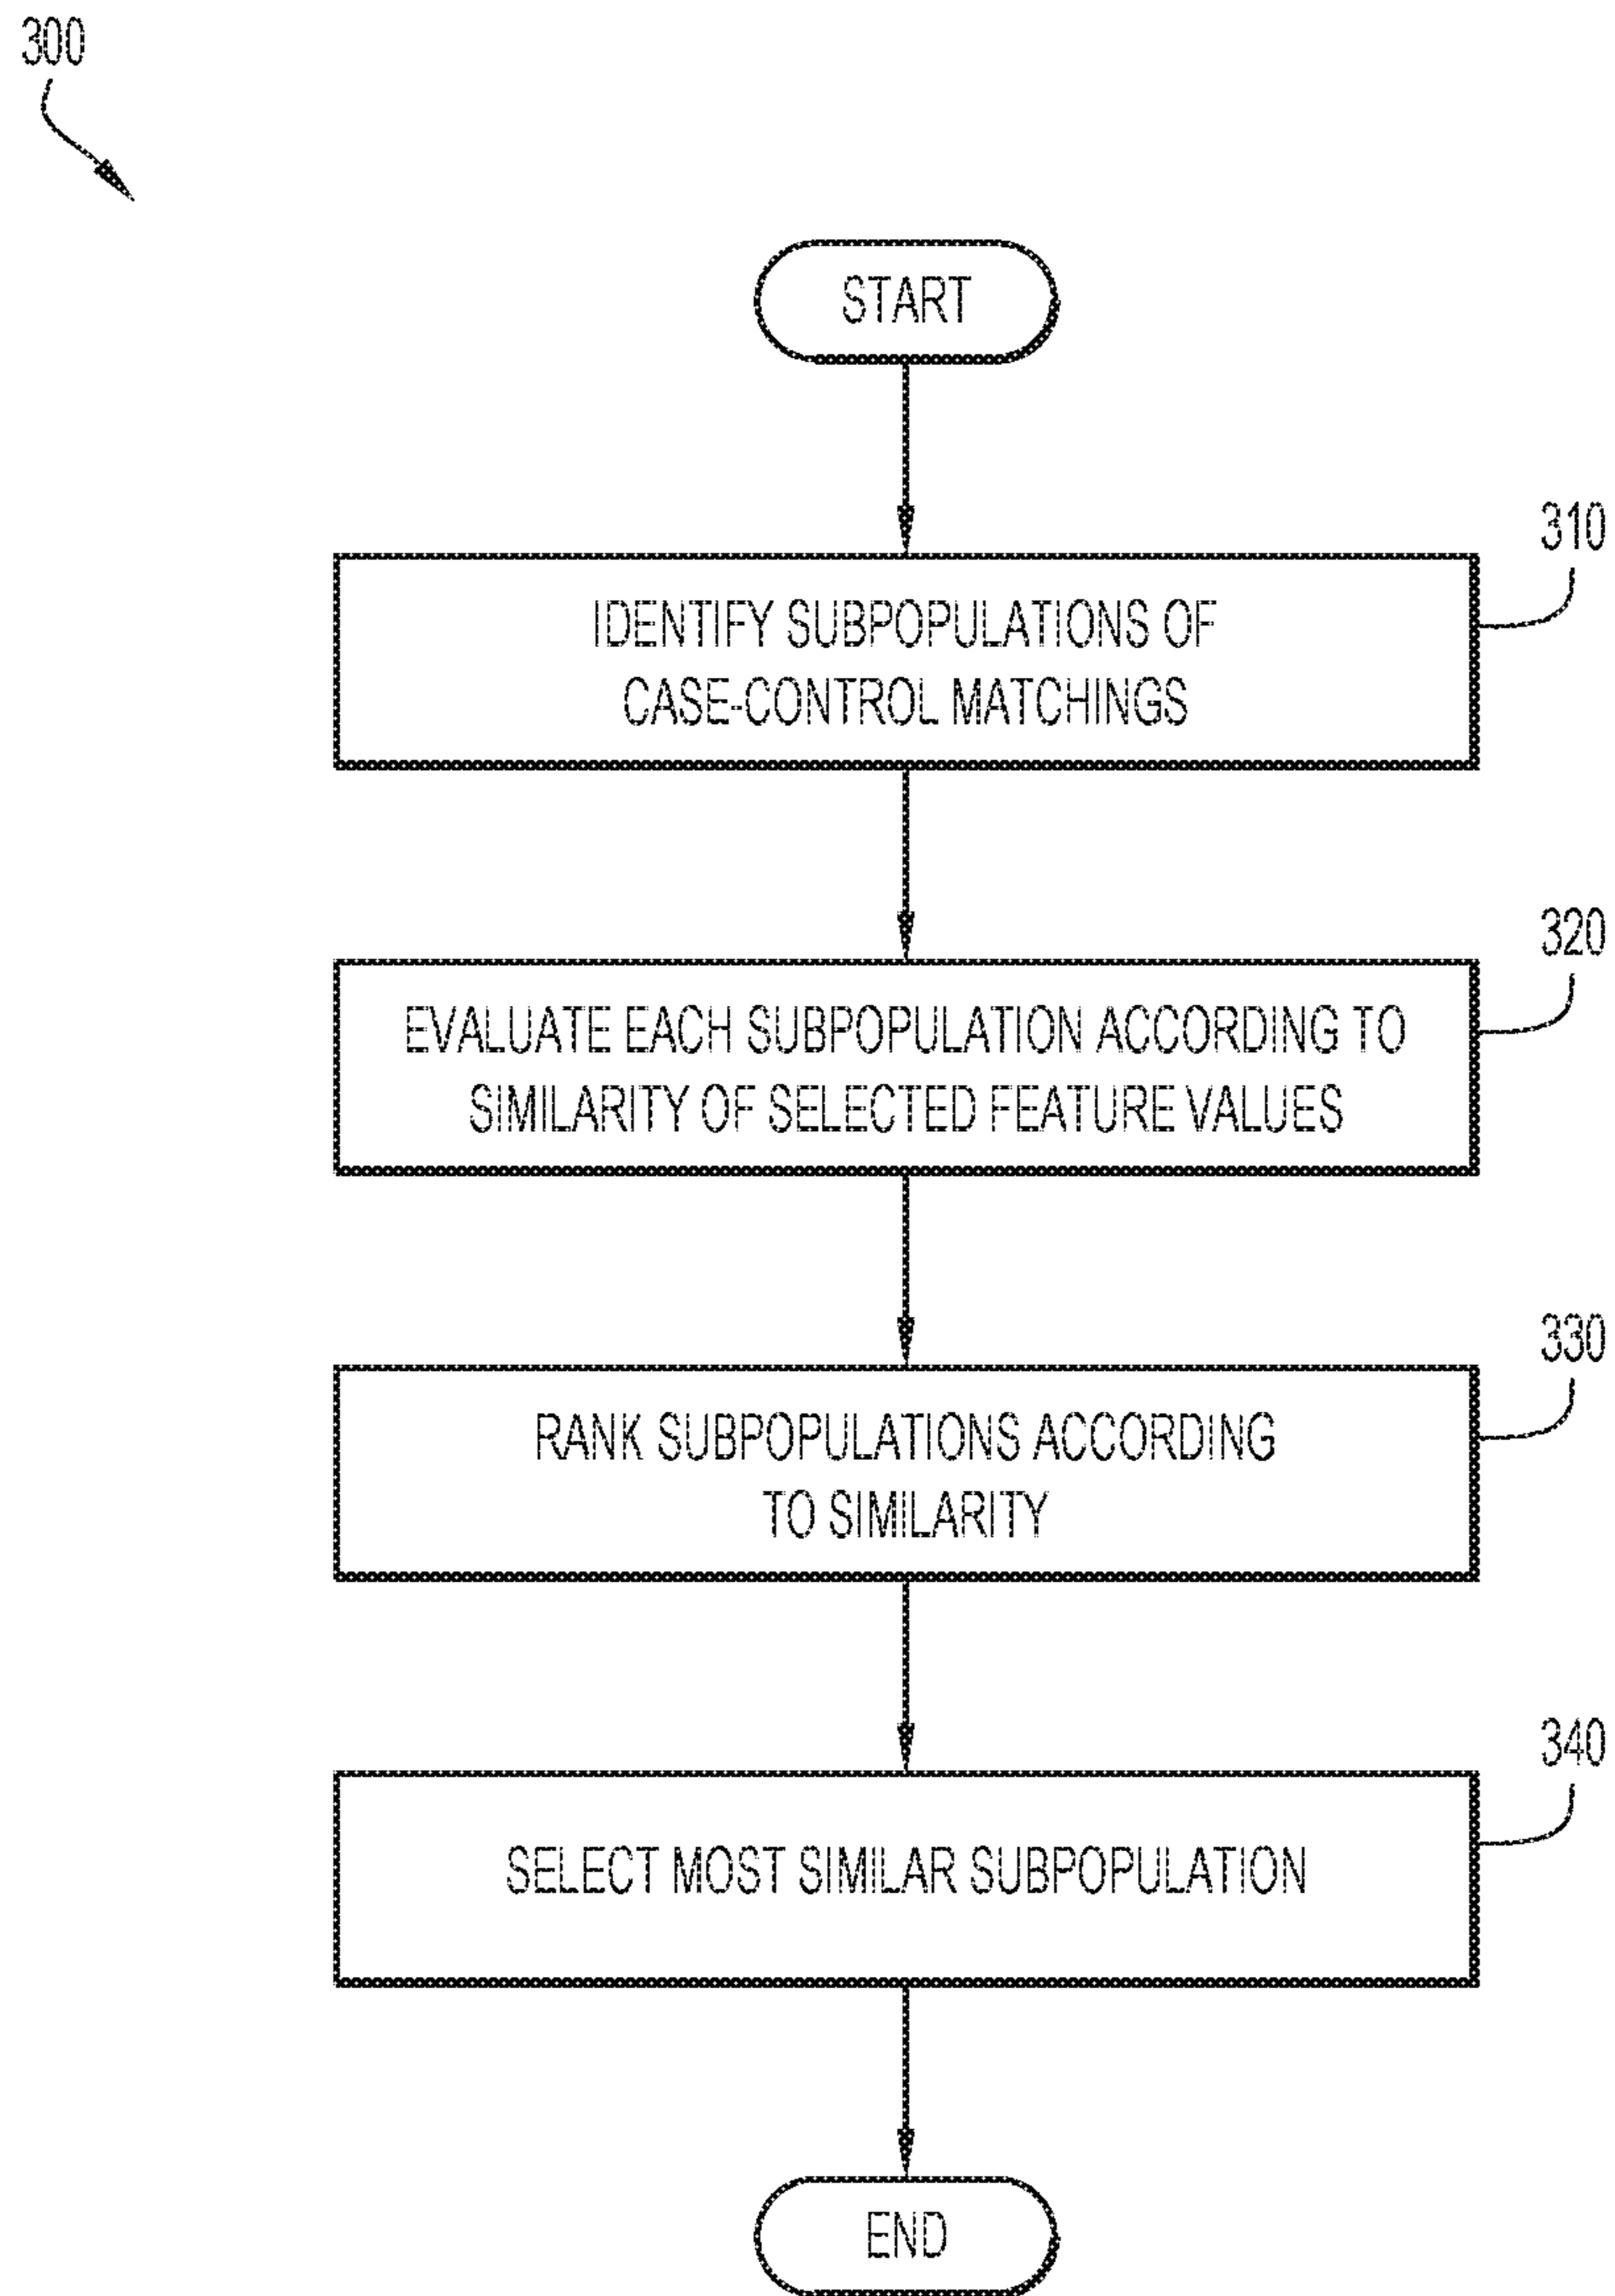 300
START
310
IDENTIFY SUBPOPULATIONS OF
CASE-CONTROL MATCHINGS
320
EVALUATE EACH SUBPOPULATION ACCORDING TO
SIMILARITY OF SELECTED FEATURE VALUES
330
RANK SUBPOPULATIONS ACCORDING
TO SIMILARITY
340
SELECT MOST SIMILAR SUBPOPULATION
END